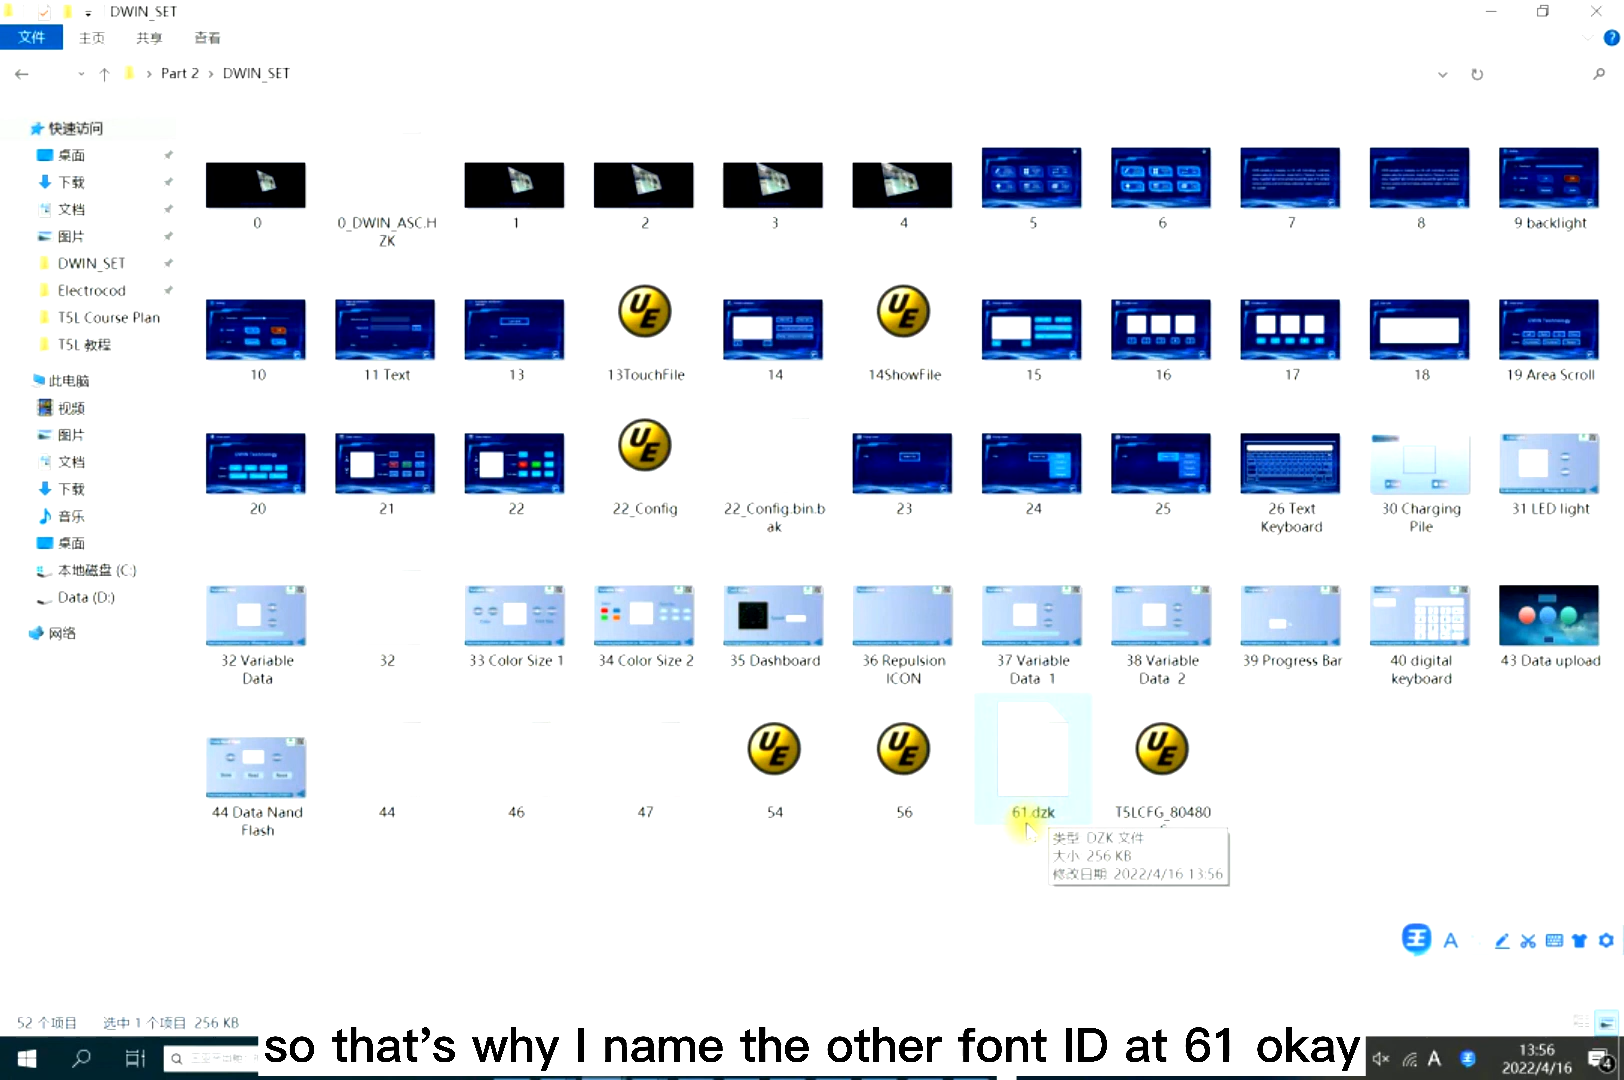 DWIN_SET
文件 主页 共享 查看
Part 2 › DWIN_SET
快速访问
桌面
下载
文档
图片
DWIN_SET
Electrocod
T5L Course Plan
T5L 教程
此电脑
视频
图片
文档
下载
音乐
桌面
本地磁盘 (C:)
Data (D:)
网络
0
0_DWIN_ASC.H
ZK
1
2
3
4
5
6
7
8
9 backlight
10
11 Text
13
13TouchFile
14
14ShowFile
15
16
17
18
19 Area Scroll
20
21
22
22_Config
22_Config.bin.b
ak
23
24
25
26 Text
Keyboard
30 Charging
Pile
31 LED light
32 Variable
Data
32
33 Color Size 1
34 Color Size 2
35 Dashboard
36 Repulsion
ICON
37 Variable
Data 1
38 Variable
Data 2
39 Progress Bar
40 digital
keyboard
43 Data upload
44 Data Nand
Flash
44
46
47
54
56
61.dzk
T5LCFG_80480
类型: DZK 文件
大小: 256 KB
修改日期: 2022/4/16 13:56
A
52 个项目 选中 1 个项目 256 KB
so that's why I name the other font ID at 61 okay
A
13:56
2022/4/16
4